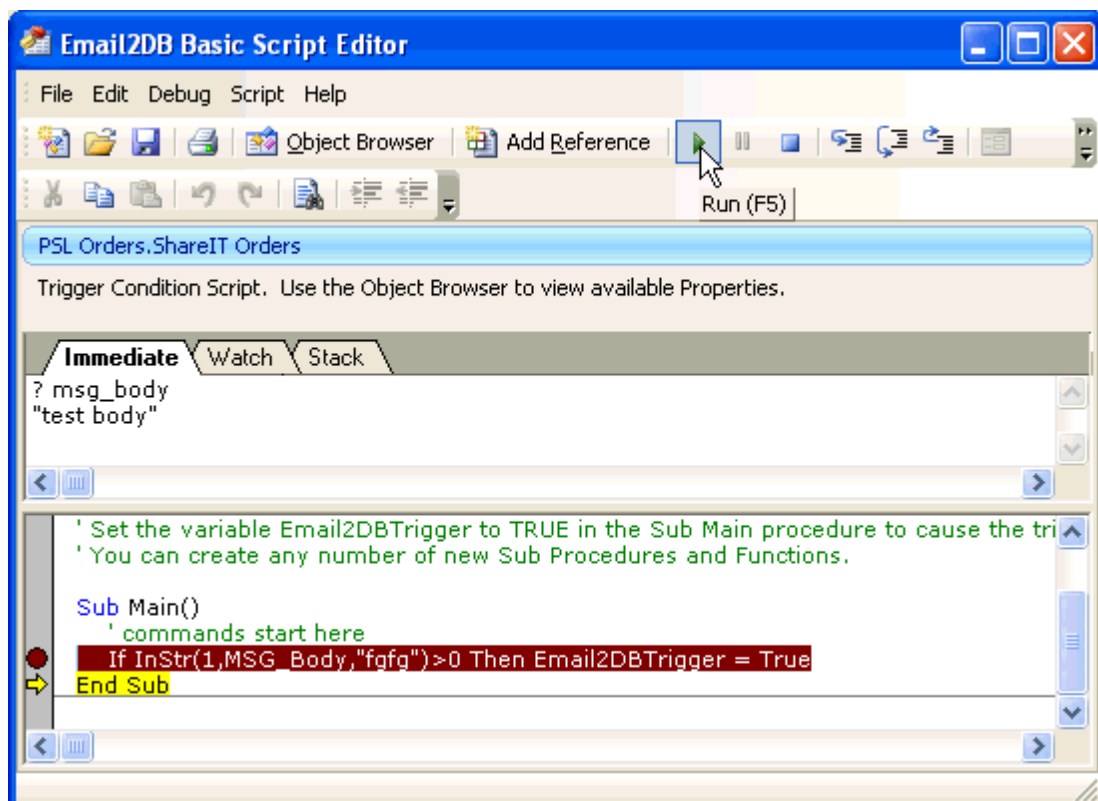 Email2DB Basic Script Editor
File Edit Debug Script Help
Object Browser Add Reference
Run (F5)
PSL Orders.ShareIT Orders
Trigger Condition Script. Use the Object Browser to view available Properties.
Immediate Watch Stack
? msg_body
"test body"
' Set the variable Email2DBTrigger to TRUE in the Sub Main procedure to cause the tri
' You can create any number of new Sub Procedures and Functions.
Sub Main()
' commands start here
If InStr(1,MSG_Body,"fgfg")>0 Then Email2DBTrigger = True
End Sub